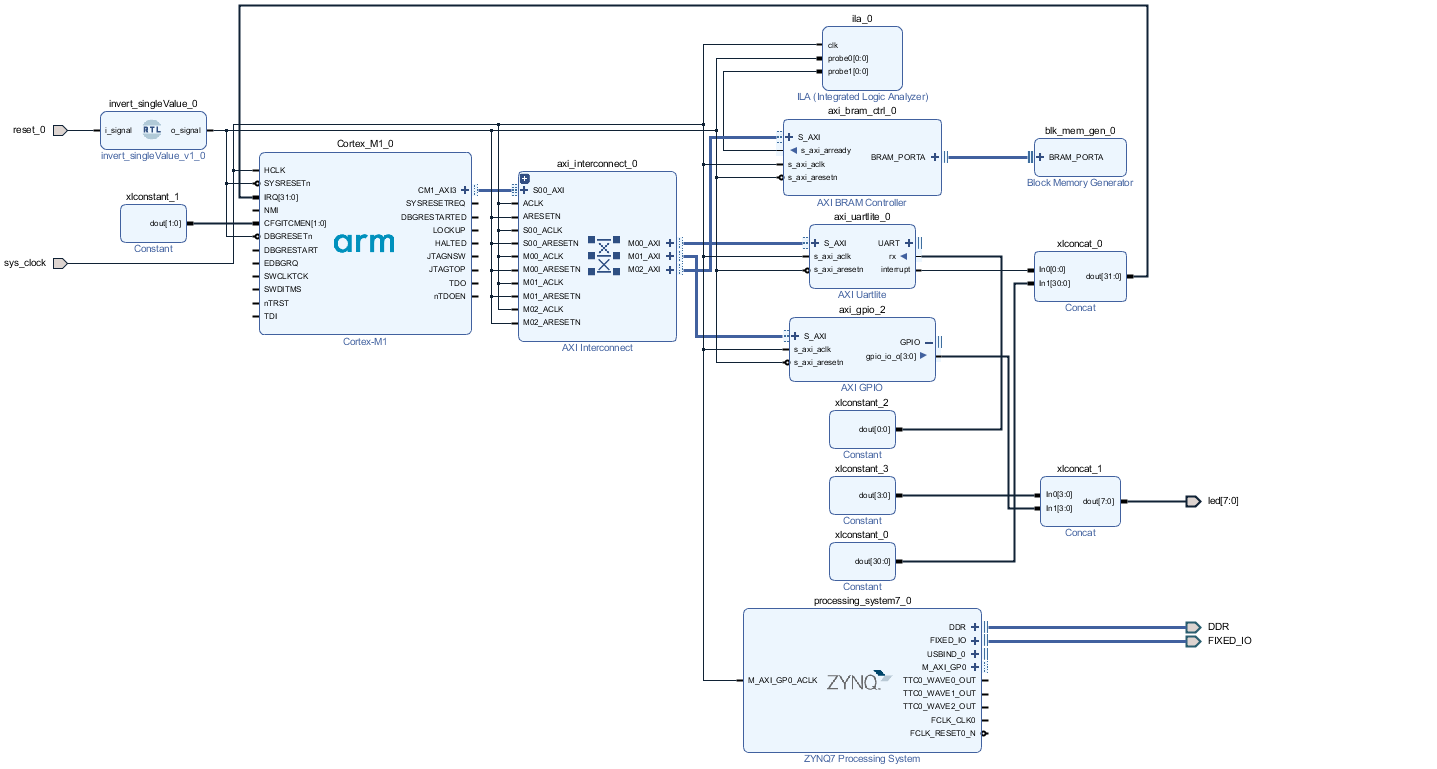 reset_0
sys_clock
invert_singleValue_0
i_signal
RTL
o_signal
invert_singleValue_v1_0
xlconstant_1
dout[1:0]
Constant
Cortex_M1_0
HCLK
SYSRESETn
IRQ[31:0]
NMI
CFGITCMEN[1:0]
DBGRESETn
DBGRESTART
EDBGRQ
SWCLKTCK
SWDITMS
nTRST
TDI
arm
CM1_AXI3
SYSRESETREQ
DBGRESTARTED
LOOKUP
HALTED
JTAGNSW
JTAGTOP
TDO
nTDOEN
Cortex-M1
axi_interconnect_0
S00_AXI
ACLK
ARESETN
S00_ACLK
S00_ARESETN
M00_ACLK
M00_ARESETN
M01_ACLK
M01_ARESETN
M02_ACLK
M02_ARESETN
M00_AXI
M01_AXI
M02_AXI
AXI Interconnect
ila_0
clk
probe0[0:0]
probe1[0:0]
ILA (Integrated Logic Analyzer)
axi_bram_ctrl_0
S_AXI
s_axi_arready
s_axi_aclk
s_axi_aresetn
BRAM_PORTA
AXI BRAM Controller
blk_mem_gen_0
BRAM_PORTA
Block Memory Generator
axi_uartlite_0
S_AXI
s_axi_aclk
s_axi_aresetn
UART
rx
interrupt
AXI Uartlite
xlconcat_0
In0[0:0]
In1[30:0]
dout[31:0]
Concat
axi_gpio_2
S_AXI
s_axi_aclk
s_axi_aresetn
GPIO
gpio_io_o[3:0]
AXI GPIO
xlconstant_2
dout[0:0]
Constant
xlconstant_3
dout[3:0]
Constant
xlconcat_1
In0[3:0]
In1[3:0]
dout[7:0]
Concat
led[7:0]
xlconstant_0
dout[30:0]
Constant
processing_system7_0
M_AXI_GP0_ACLK
ZYNQ
DDR
FIXED_IO
USBIND_0
M_AXI_GP0
TTC0_WAVE0_OUT
TTC0_WAVE1_OUT
TTC0_WAVE2_OUT
FCLK_CLK0
FCLK_RESET0_N
ZYNQ7 Processing System
DDR
FIXED_IO